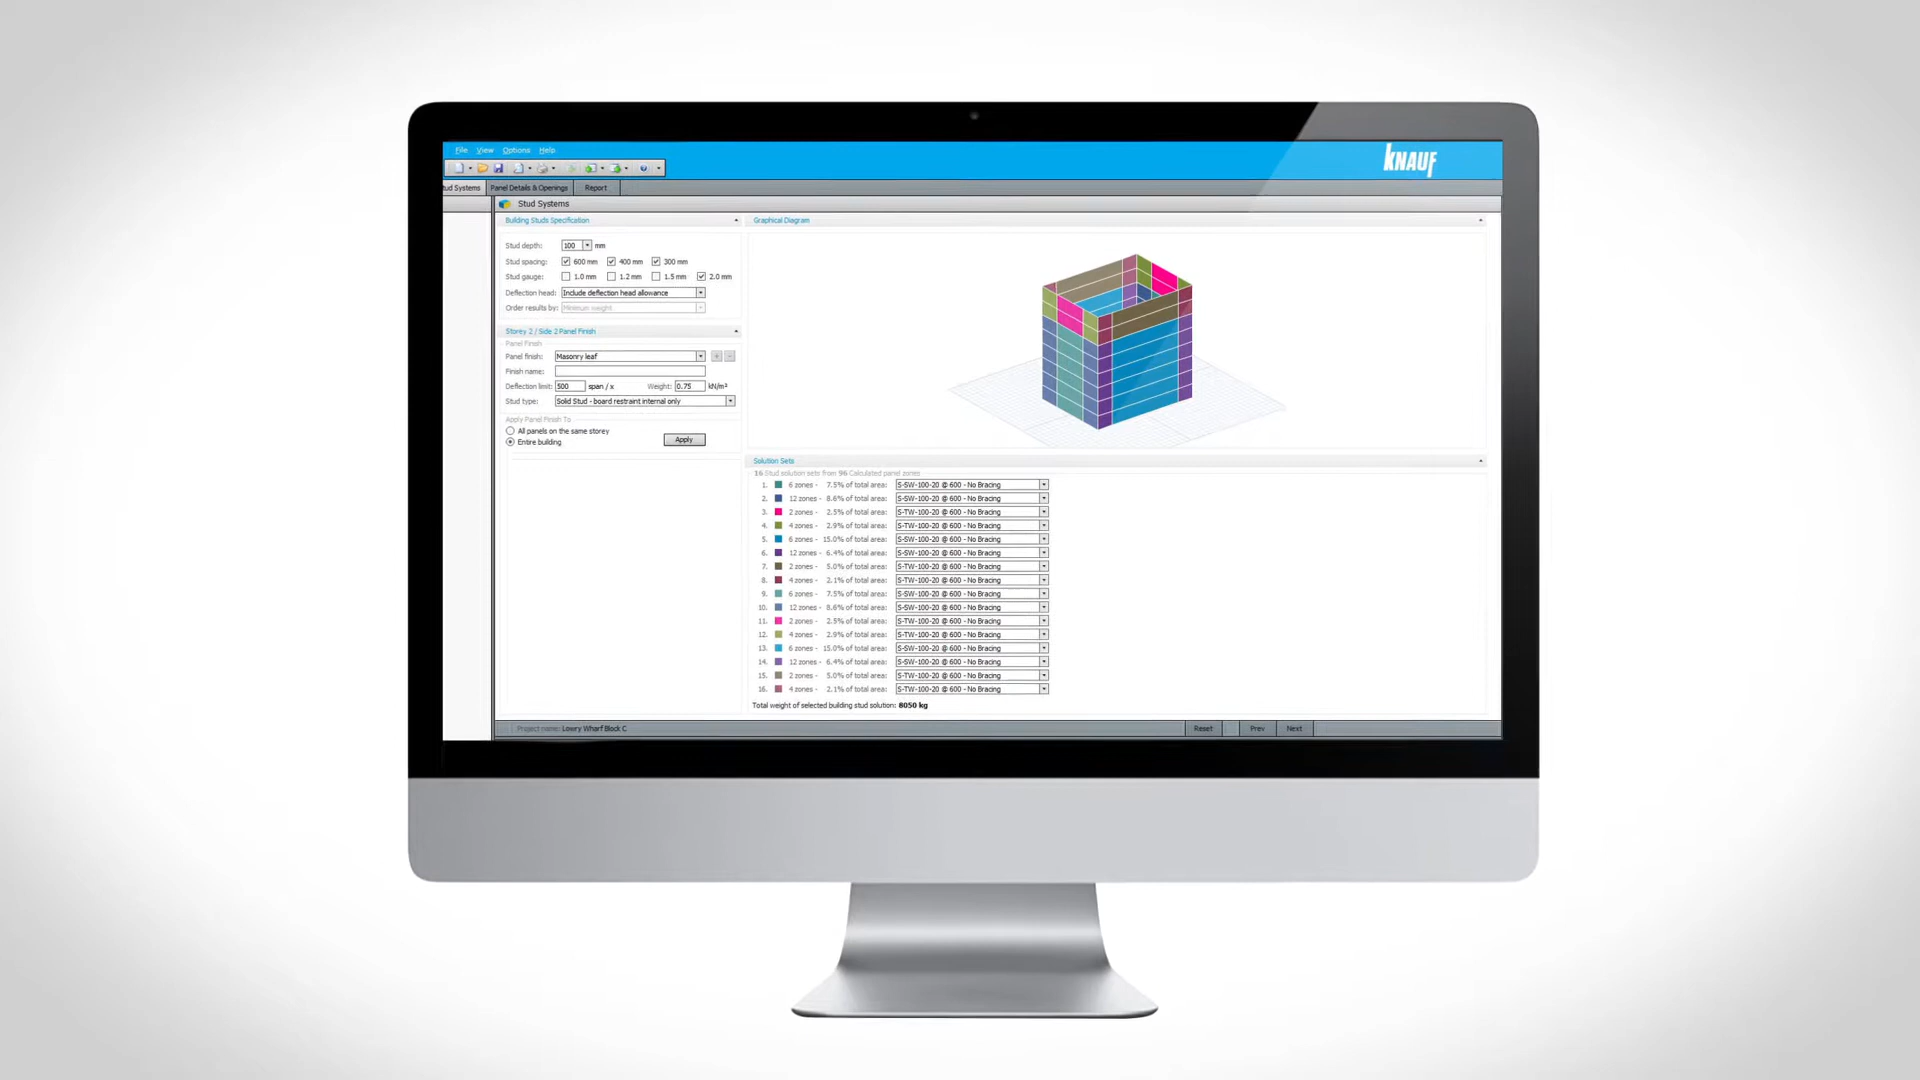 File View Options Help
KNAUF
tud Systems Panel Details & Openings Report
Stud Systems
Building Studs Specification
Stud depth: 100 mm
Stud spacing: 600 mm 400 mm 300 mm
Stud gauge: 1.0 mm 1.2 mm 1.5 mm 2.0 mm
Deflection head: Include deflection head allowance
Order results by: Minimum weight
Storey 2 / Side 2 Panel Finish
Panel Finish
Panel finish: Masonry leaf
Finish name:
Deflection limit: 500 span / x Weight: 0.75 kN/m²
Stud type: Solid Stud - board restraint internal only
Apply Panel Finish To
All panels on the same storey
Entire building
Apply
Graphical Diagram
Solution Sets
16 Stud solution sets from 96 Calculated panel zones
1. 6 zones - 7.5% of total area: S-SW-100-20 @ 600 - No Bracing
2. 12 zones - 8.6% of total area: S-SW-100-20 @ 600 - No Bracing
3. 2 zones - 2.5% of total area: S-TW-100-20 @ 600 - No Bracing
4. 4 zones - 2.9% of total area: S-TW-100-20 @ 600 - No Bracing
5. 6 zones - 15.0% of total area: S-SW-100-20 @ 600 - No Bracing
6. 12 zones - 6.4% of total area: S-SW-100-20 @ 600 - No Bracing
7. 2 zones - 5.0% of total area: S-TW-100-20 @ 600 - No Bracing
8. 4 zones - 2.1% of total area: S-TW-100-20 @ 600 - No Bracing
9. 6 zones - 7.5% of total area: S-SW-100-20 @ 600 - No Bracing
10. 12 zones - 8.6% of total area: S-SW-100-20 @ 600 - No Bracing
11. 2 zones - 2.5% of total area: S-TW-100-20 @ 600 - No Bracing
12. 4 zones - 2.9% of total area: S-TW-100-20 @ 600 - No Bracing
13. 6 zones - 15.0% of total area: S-SW-100-20 @ 600 - No Bracing
14. 12 zones - 6.4% of total area: S-SW-100-20 @ 600 - No Bracing
15. 2 zones - 5.0% of total area: S-TW-100-20 @ 600 - No Bracing
16. 4 zones - 2.1% of total area: S-TW-100-20 @ 600 - No Bracing
Total weight of selected building stud solution: 8050 kg
Project name: Lowry Wharf Block C
Reset Prev Next